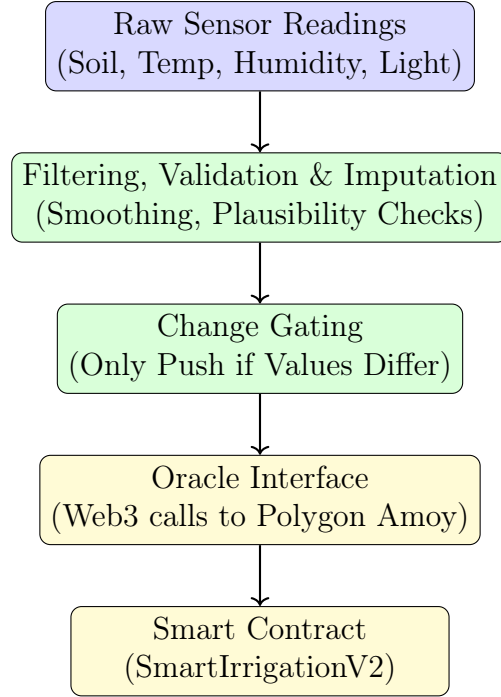 Raw Sensor Readings
(Soil, Temp, Humidity, Light)
Filtering, Validation & Imputation
(Smoothing, Plausibility Checks)
Change Gating
(Only Push if Values Differ)
Oracle Interface
(Web3 calls to Polygon Amoy)
Smart Contract
(SmartIrrigationV2)